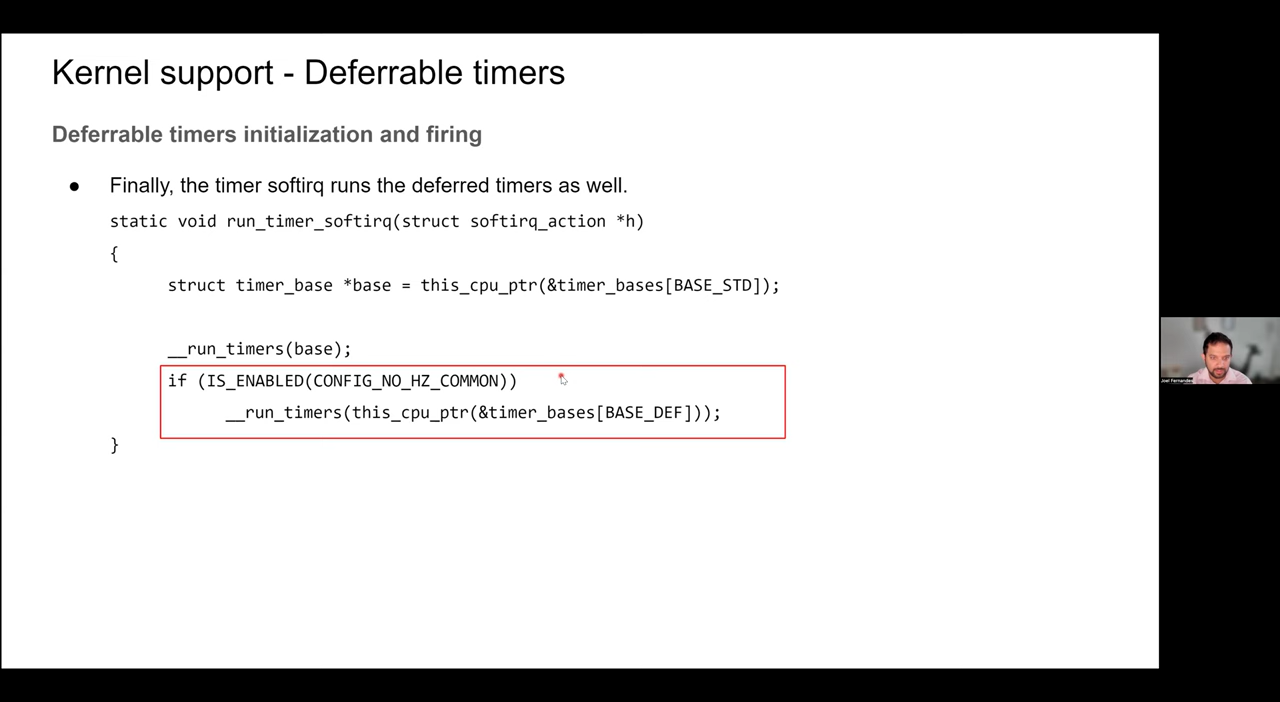 Kernel support - Deferrable timers
Deferrable timers initialization and firing
● Finally, the timer softirq runs the deferred timers as well.
static void run_timer_softirq(struct softirq_action *h)
{
struct timer_base *base = this_cpu_ptr(&timer_bases[BASE_STD]);
__run_timers(base);
if (IS_ENABLED(CONFIG_NO_HZ_COMMON))
__run_timers(this_cpu_ptr(&timer_bases[BASE_DEF]));
}
Joel Fernandes